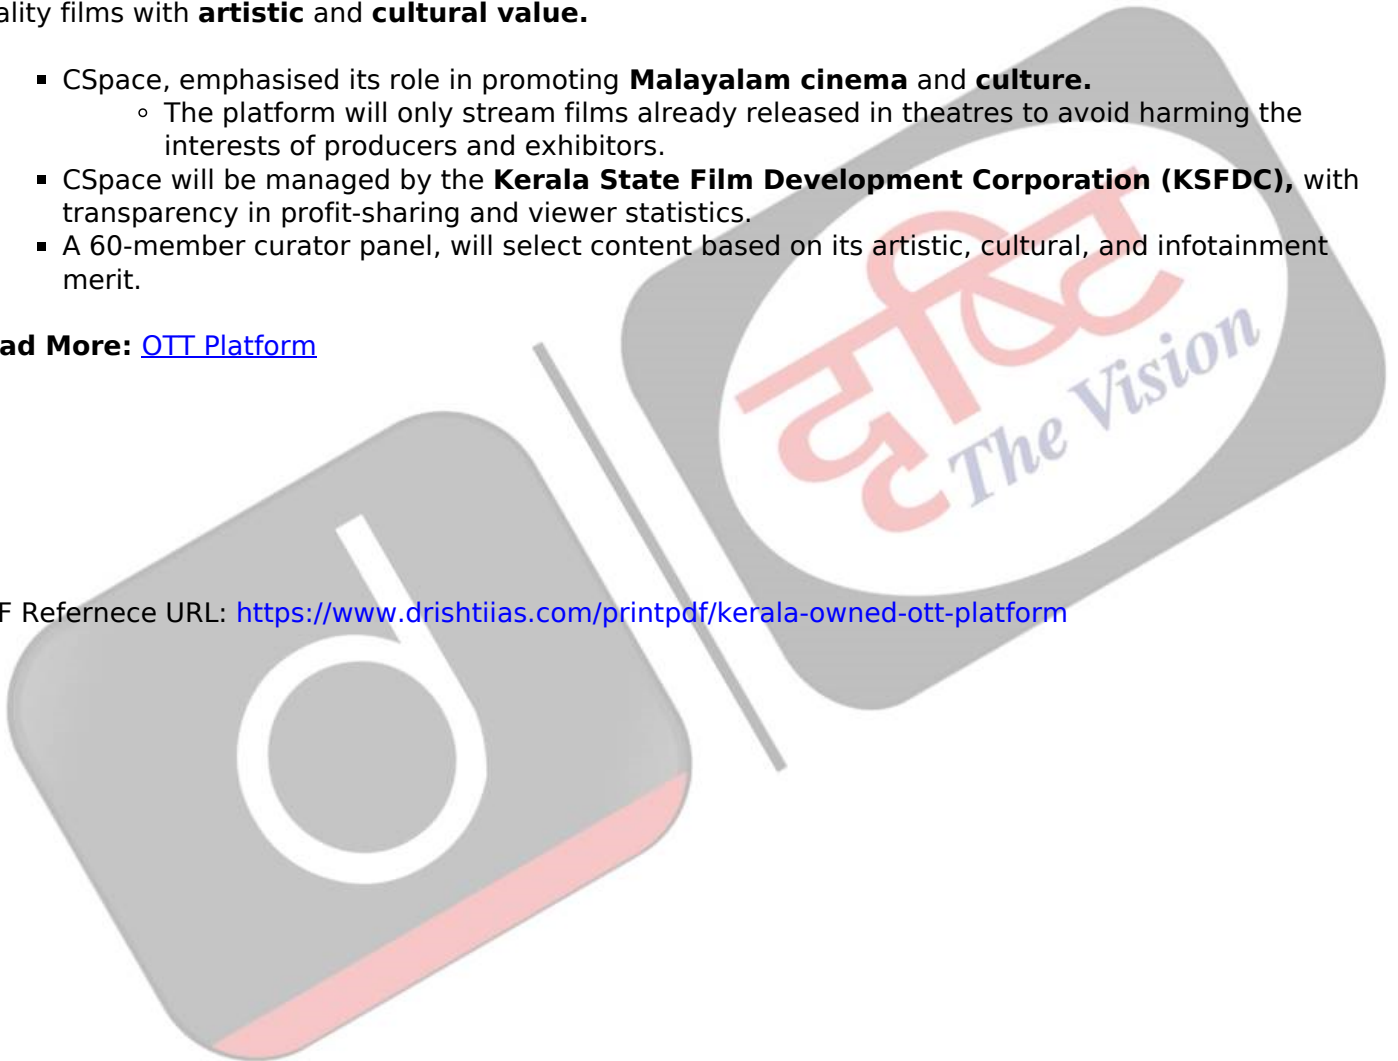 ality films with artistic and cultural value.
CSpace, emphasised its role in promoting Malayalam cinema and culture.
The platform will only stream films already released in theatres to avoid harming the
interests of producers and exhibitors.
CSpace will be managed by the Kerala State Film Development Corporation (KSFDC), with
transparency in profit-sharing and viewer statistics.
A 60-member curator panel, will select content based on its artistic, cultural, and infotainment
merit.
ad More: OTT Platform
F Refernece URL: https://www.drishtiias.com/printpdf/kerala-owned-ott-platform
d
दृष्टि
The Vision